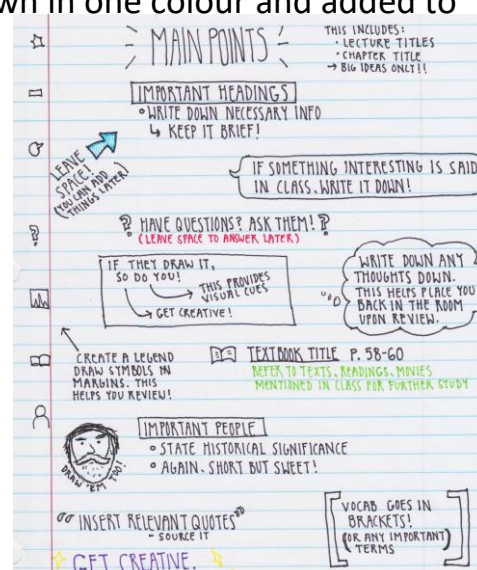 wn in one colour and added to
MAIN POINTS
THIS INCLUDES:
• LECTURE TITLES
• CHAPTER TITLE
→ BIG IDEAS ONLY!!
IMPORTANT HEADINGS
• WRITE DOWN NECESSARY INFO
↳ KEEP IT BRIEF!
LEAVE
SPACE!
(YOU CAN ADD
THINGS LATER)
IF SOMETHING INTERESTING IS SAID
IN CLASS. WRITE IT DOWN!
? HAVE QUESTIONS? ASK THEM! ?
(LEAVE SPACE TO ANSWER LATER)
IF THEY DRAW IT,
SO DO YOU!
→ THIS PROVIDES
VISUAL CUES
→ GET CREATIVE!
WRITE DOWN ANY
THOUGHTS DOWN.
THIS HELPS PLACE YOU
BACK IN THE ROOM
UPON REVIEW.
CREATE A LEGEND
DRAW SYMBOLS IN
MARGINS. THIS
HELPS YOU REVIEW!
TEXTBOOK TITLE P. 58-60
REFER TO TEXTS, READINGS, MOVIES
MENTIONED IN CLASS FOR FURTHER STUDY
IMPORTANT PEOPLE
• STATE HISTORICAL SIGNIFICANCE
• AGAIN. SHORT BUT SWEET!
DRAW 'EM TOO!
"INSERT RELEVANT QUOTES"
- SOURCE IT
VOCAB GOES IN
BRACKETS!
(OR ANY IMPORTANT)
TERMS
GET CREATIVE.